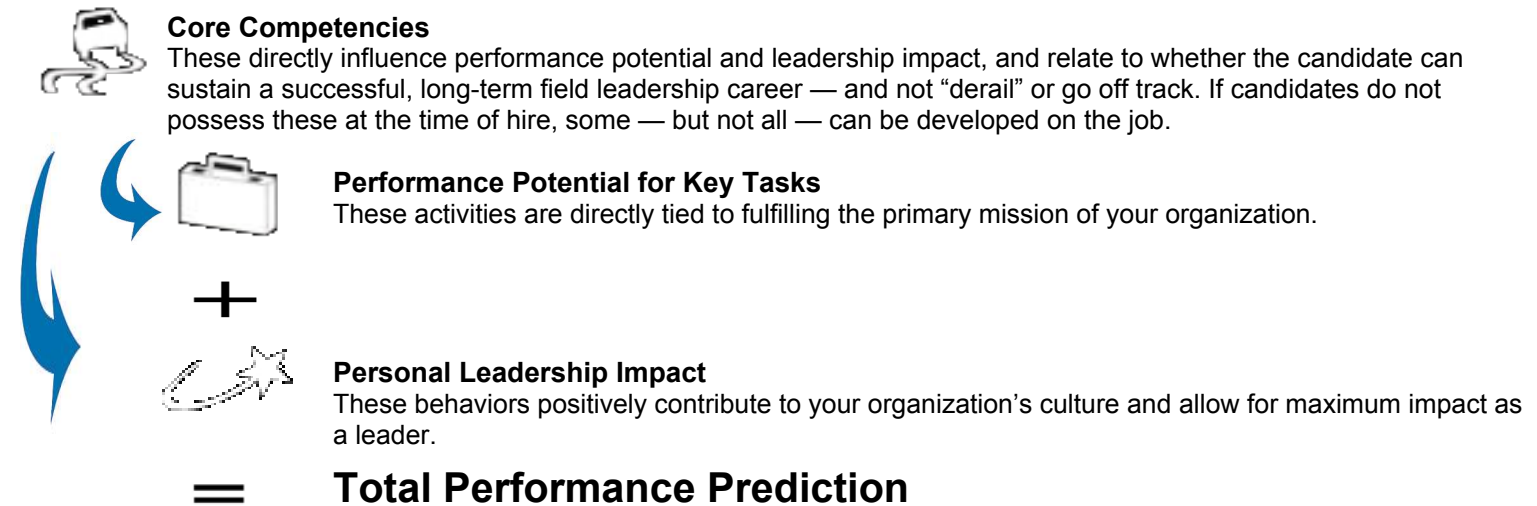 Core Competencies
These directly influence performance potential and leadership impact, and relate to whether the candidate can
sustain a successful, long-term field leadership career — and not “derail” or go off track. If candidates do not
possess these at the time of hire, some — but not all — can be developed on the job.
Performance Potential for Key Tasks
These activities are directly tied to fulfilling the primary mission of your organization.
+
Personal Leadership Impact
These behaviors positively contribute to your organization’s culture and allow for maximum impact as
a leader.
= Total Performance Prediction